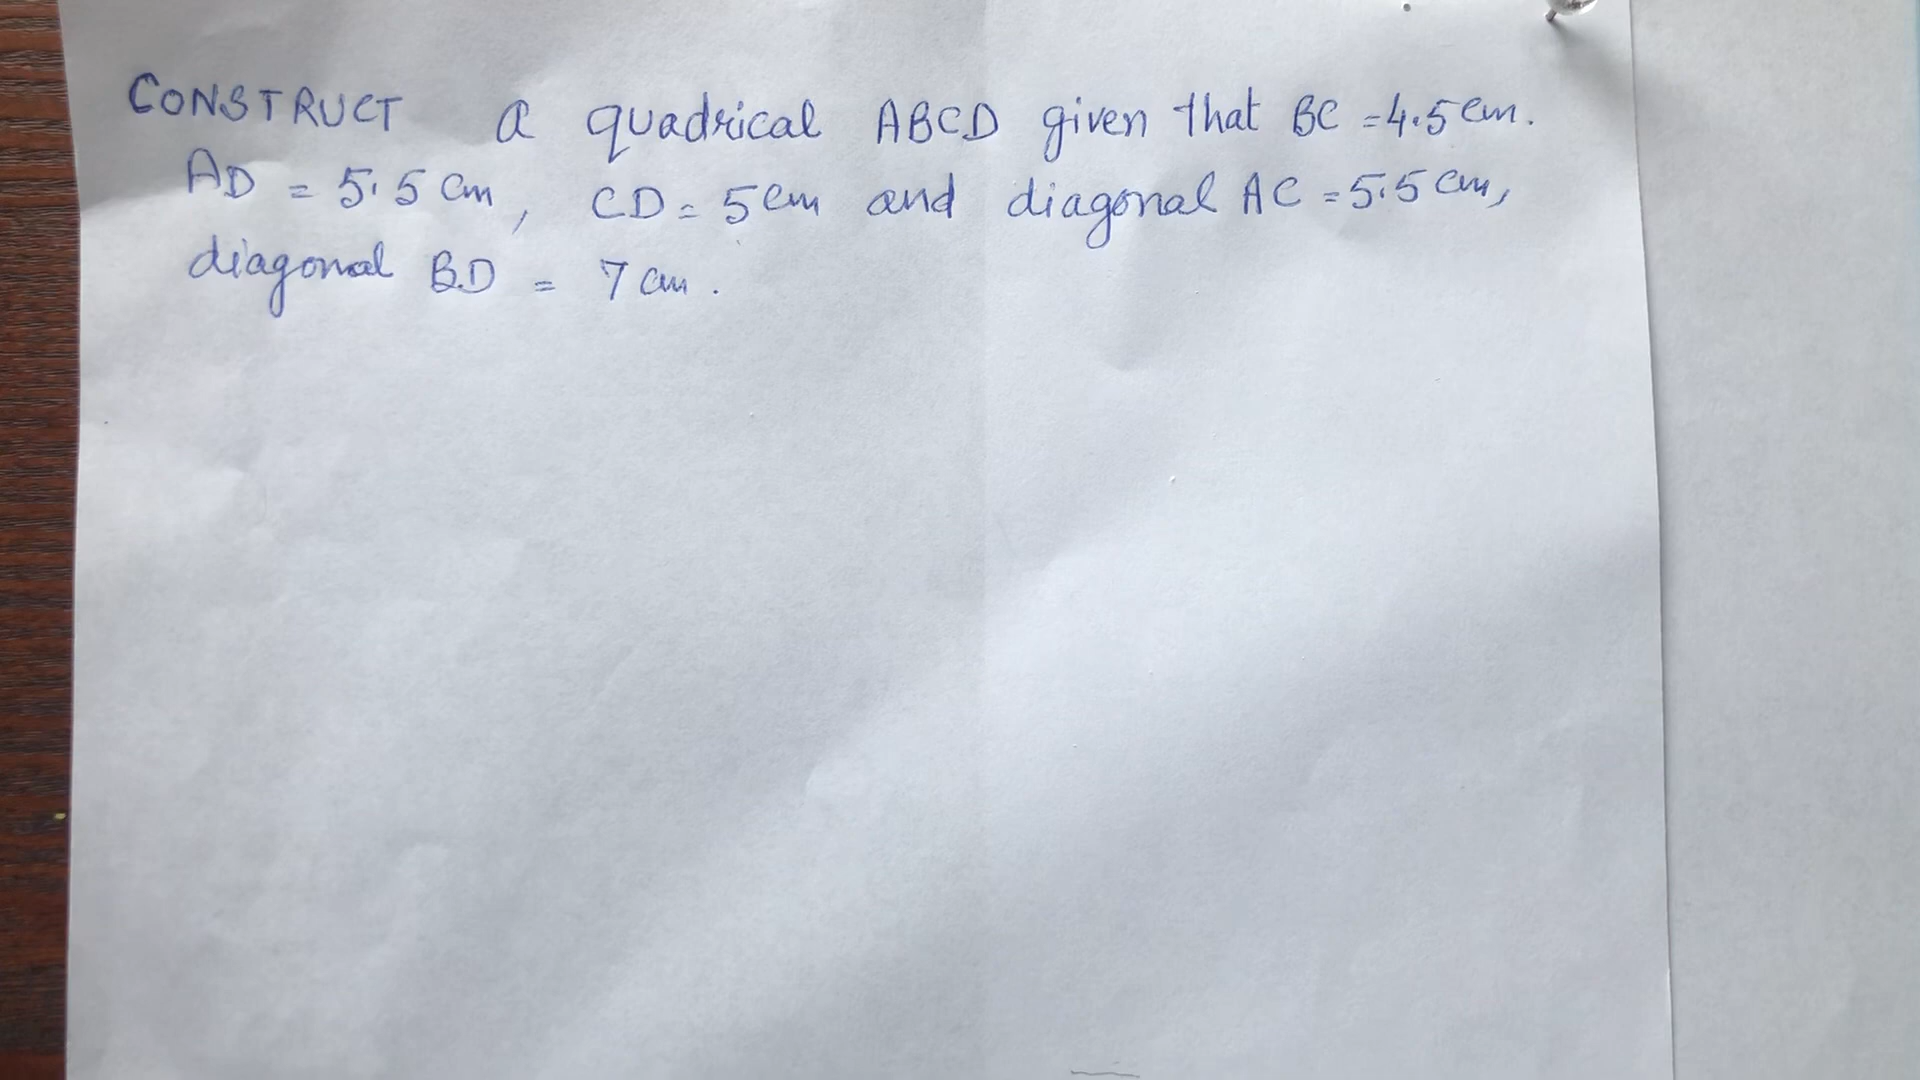 CONSTRUCT a quadrical ABCD given that BC = 4.5 cm.
AD = 5.5 cm, CD = 5 cm and diagonal AC = 5.5 cm,
diagonal BD = 7 cm.